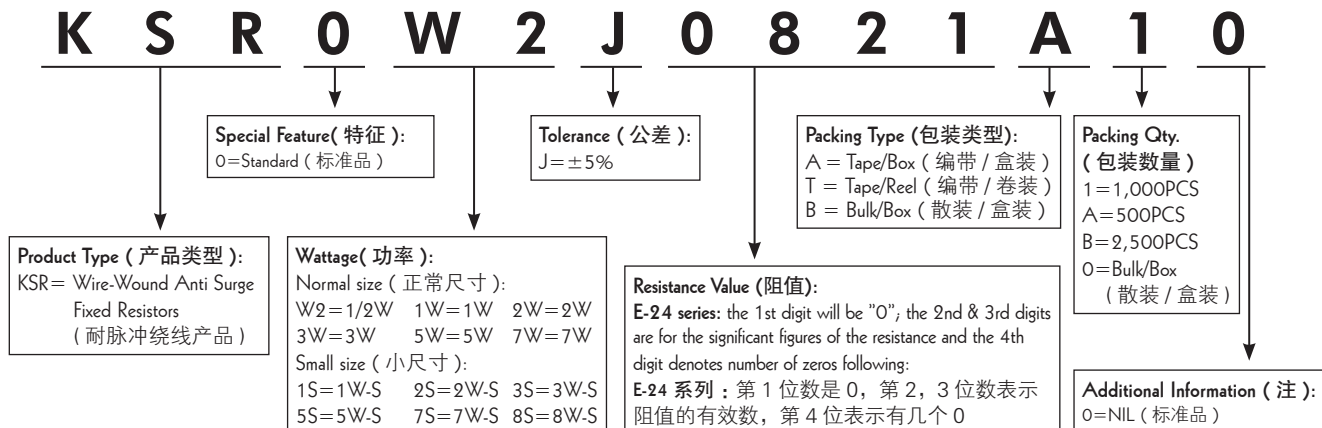 K S R 0 W 2 J 0 8 2 1 A 1 0
Special Feature( 特征 ):
0=Standard ( 标准品 )
Tolerance ( 公差 ):
J=±5%
Packing Type (包装类型):
A = Tape/Box ( 编带 / 盒装 )
T = Tape/Reel ( 编带 / 卷装 )
B = Bulk/Box ( 散装 / 盒装 )
Packing Qty.
( 包装数量 )
1=1,000PCS
A=500PCS
B=2,500PCS
0=Bulk/Box
( 散装 / 盒装 )
Product Type ( 产品类型 ):
KSR= Wire-Wound Anti Surge
Fixed Resistors
( 耐脉冲绕线产品 )
Wattage( 功率 ):
Normal size ( 正常尺寸 ):
W2=1/2W 1W=1W 2W=2W
3W=3W 5W=5W 7W=7W
Small size ( 小尺寸 ):
1S=1W-S 2S=2W-S 3S=3W-S
5S=5W-S 7S=7W-S 8S=8W-S
Resistance Value (阻值):
E-24 series: the 1st digit will be "0"; the 2nd & 3rd digits
are for the significant figures of the resistance and the 4th
digit denotes number of zeros following:
E-24 系列 : 第 1 位数是 0，第 2，3 位数表示
阻值的有效数，第 4 位表示有几个 0
Additional Information ( 注 ):
0=NIL ( 标准品 )